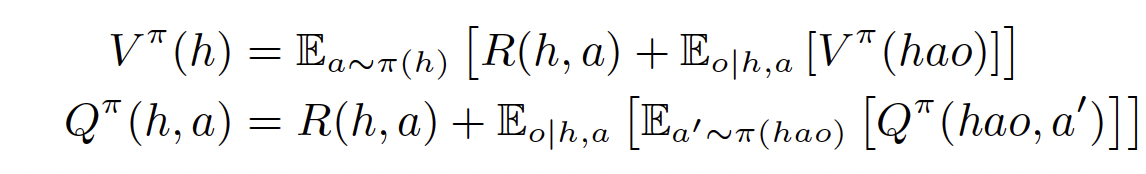 V^π(h) = 𝔼_{a∼π(h)} [R(h, a) + 𝔼_{o|h,a} [V^π(hao)]]
Q^π(h, a) = R(h, a) + 𝔼_{o|h,a} [𝔼_{a′∼π(hao)} [Q^π(hao, a′)]]